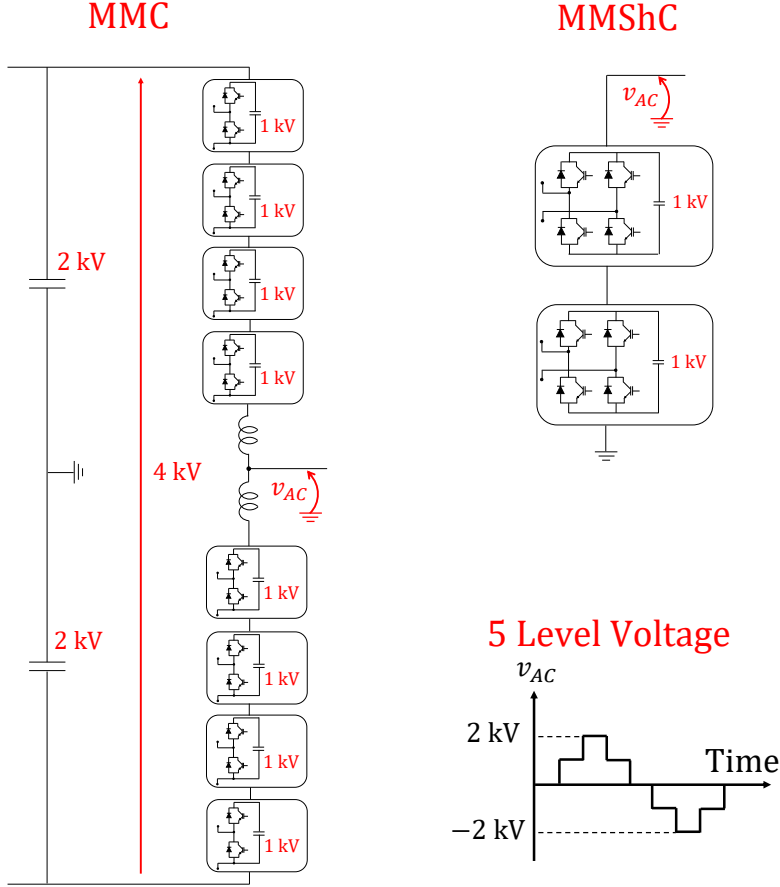 MMC
MMShC
1 kV
1 kV
1 kV
1 kV
2 kV
2 kV
4 kV
v_AC
1 kV
1 kV
1 kV
1 kV
v_AC
1 kV
1 kV
5 Level Voltage
v_AC
2 kV
Time
−2 kV